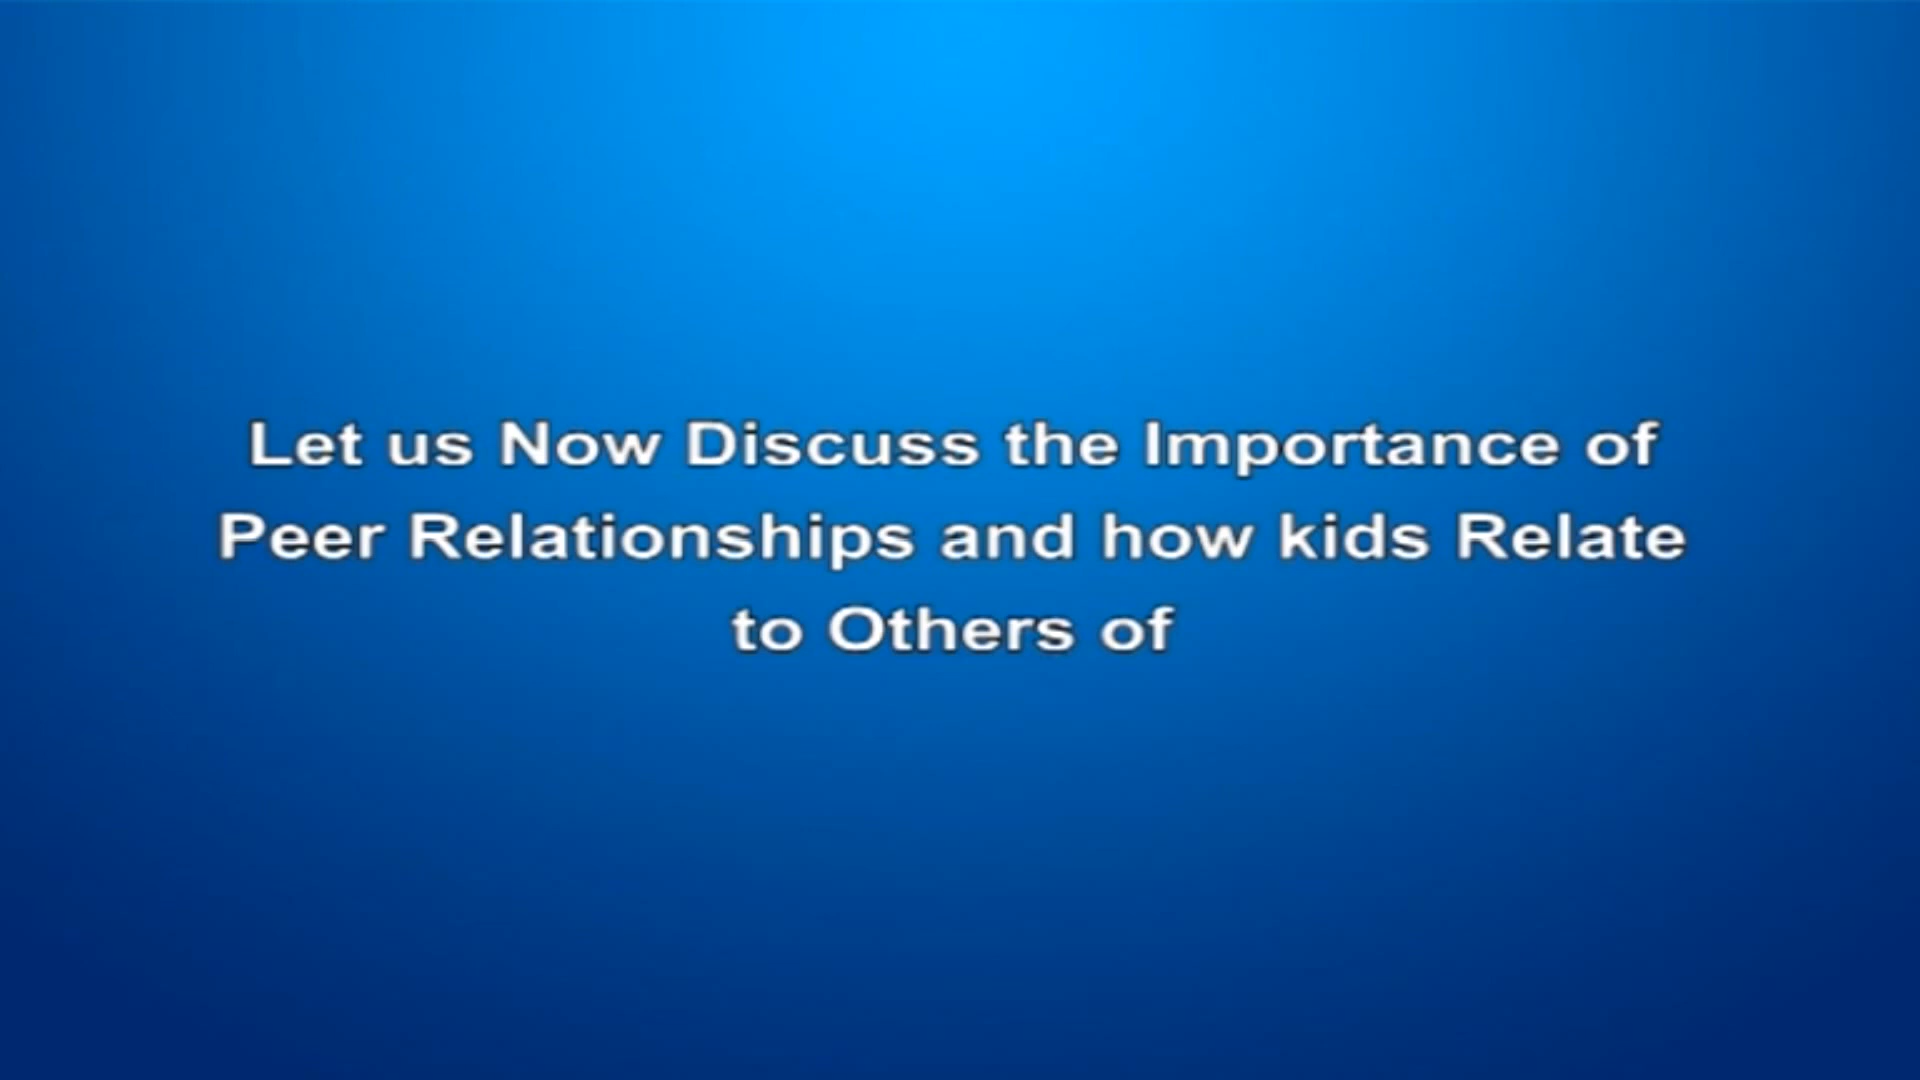 Let us Now Discuss the Importance of
Peer Relationships and how kids Relate
to Others of